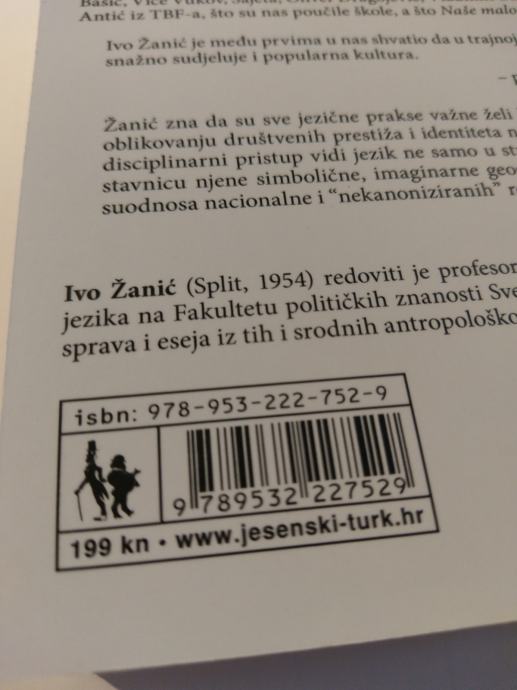 Antić iz TBF-a, što su nas poučile škole, a što Naše malo
Ivo Žanić je među prvima u nas shvatio da u trajnoj
snažno sudjeluje i popularna kultura.
Žanić zna da su sve jezične prakse važne želi
oblikovanju društvenih prestiža i identiteta
disciplinarni pristup vidi jezik ne samo u
stavnicu njene simbolične, imaginarne
suodnosa nacionalne i “nekanoniziranih”
Ivo Žanić (Split, 1954) redoviti je profesor
jezika na Fakultetu političkih znanosti
sprava i eseja iz tih i srodnih antropološko
isbn: 978-953-222-752-9
9 789532 227529
199 kn • www.jesenski-turk.hr